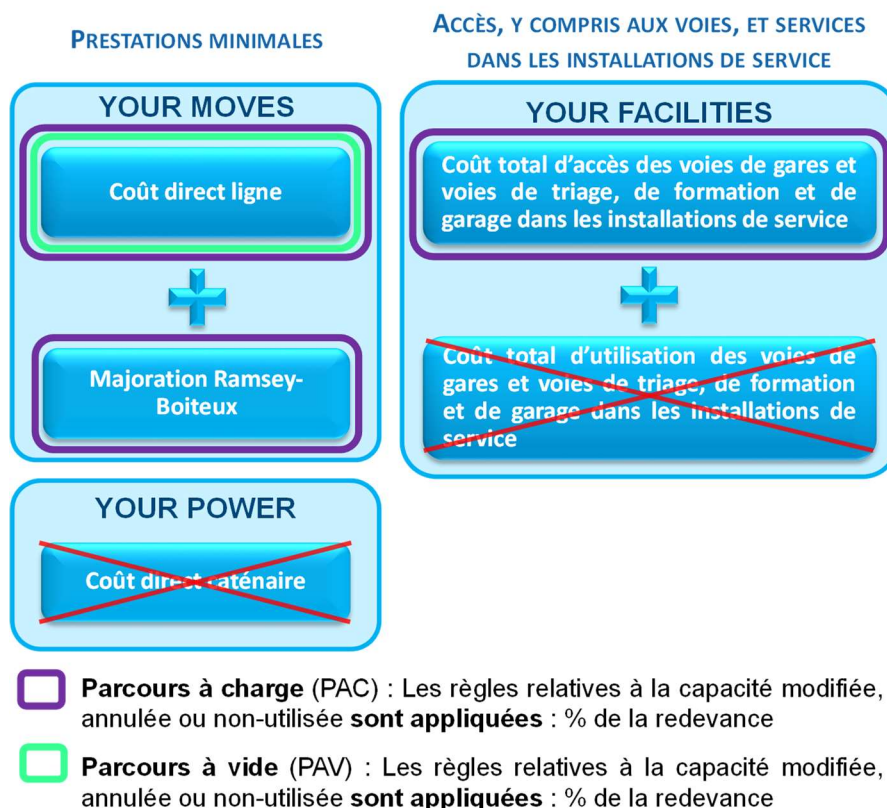 PRESTATIONS MINIMALES
YOUR MOVES
Coût direct ligne
Majoration Ramsey-
Boiteux
YOUR POWER
Coût direct caténaire
ACCÈS, Y COMPRIS AUX VOIES, ET SERVICES
DANS LES INSTALLATIONS DE SERVICE
YOUR FACILITIES
Coût total d'accès des voies de gares et
voies de triage, de formation et de
garage dans les installations de service
Coût total d'utilisation des voies de
gares et voies de triage, de formation
et de garage dans les installations de
service
Parcours à charge (PAC) : Les règles relatives à la capacité modifiée,
annulée ou non-utilisée sont appliquées : % de la redevance
Parcours à vide (PAV) : Les règles relatives à la capacité modifiée,
annulée ou non-utilisée sont appliquées : % de la redevance